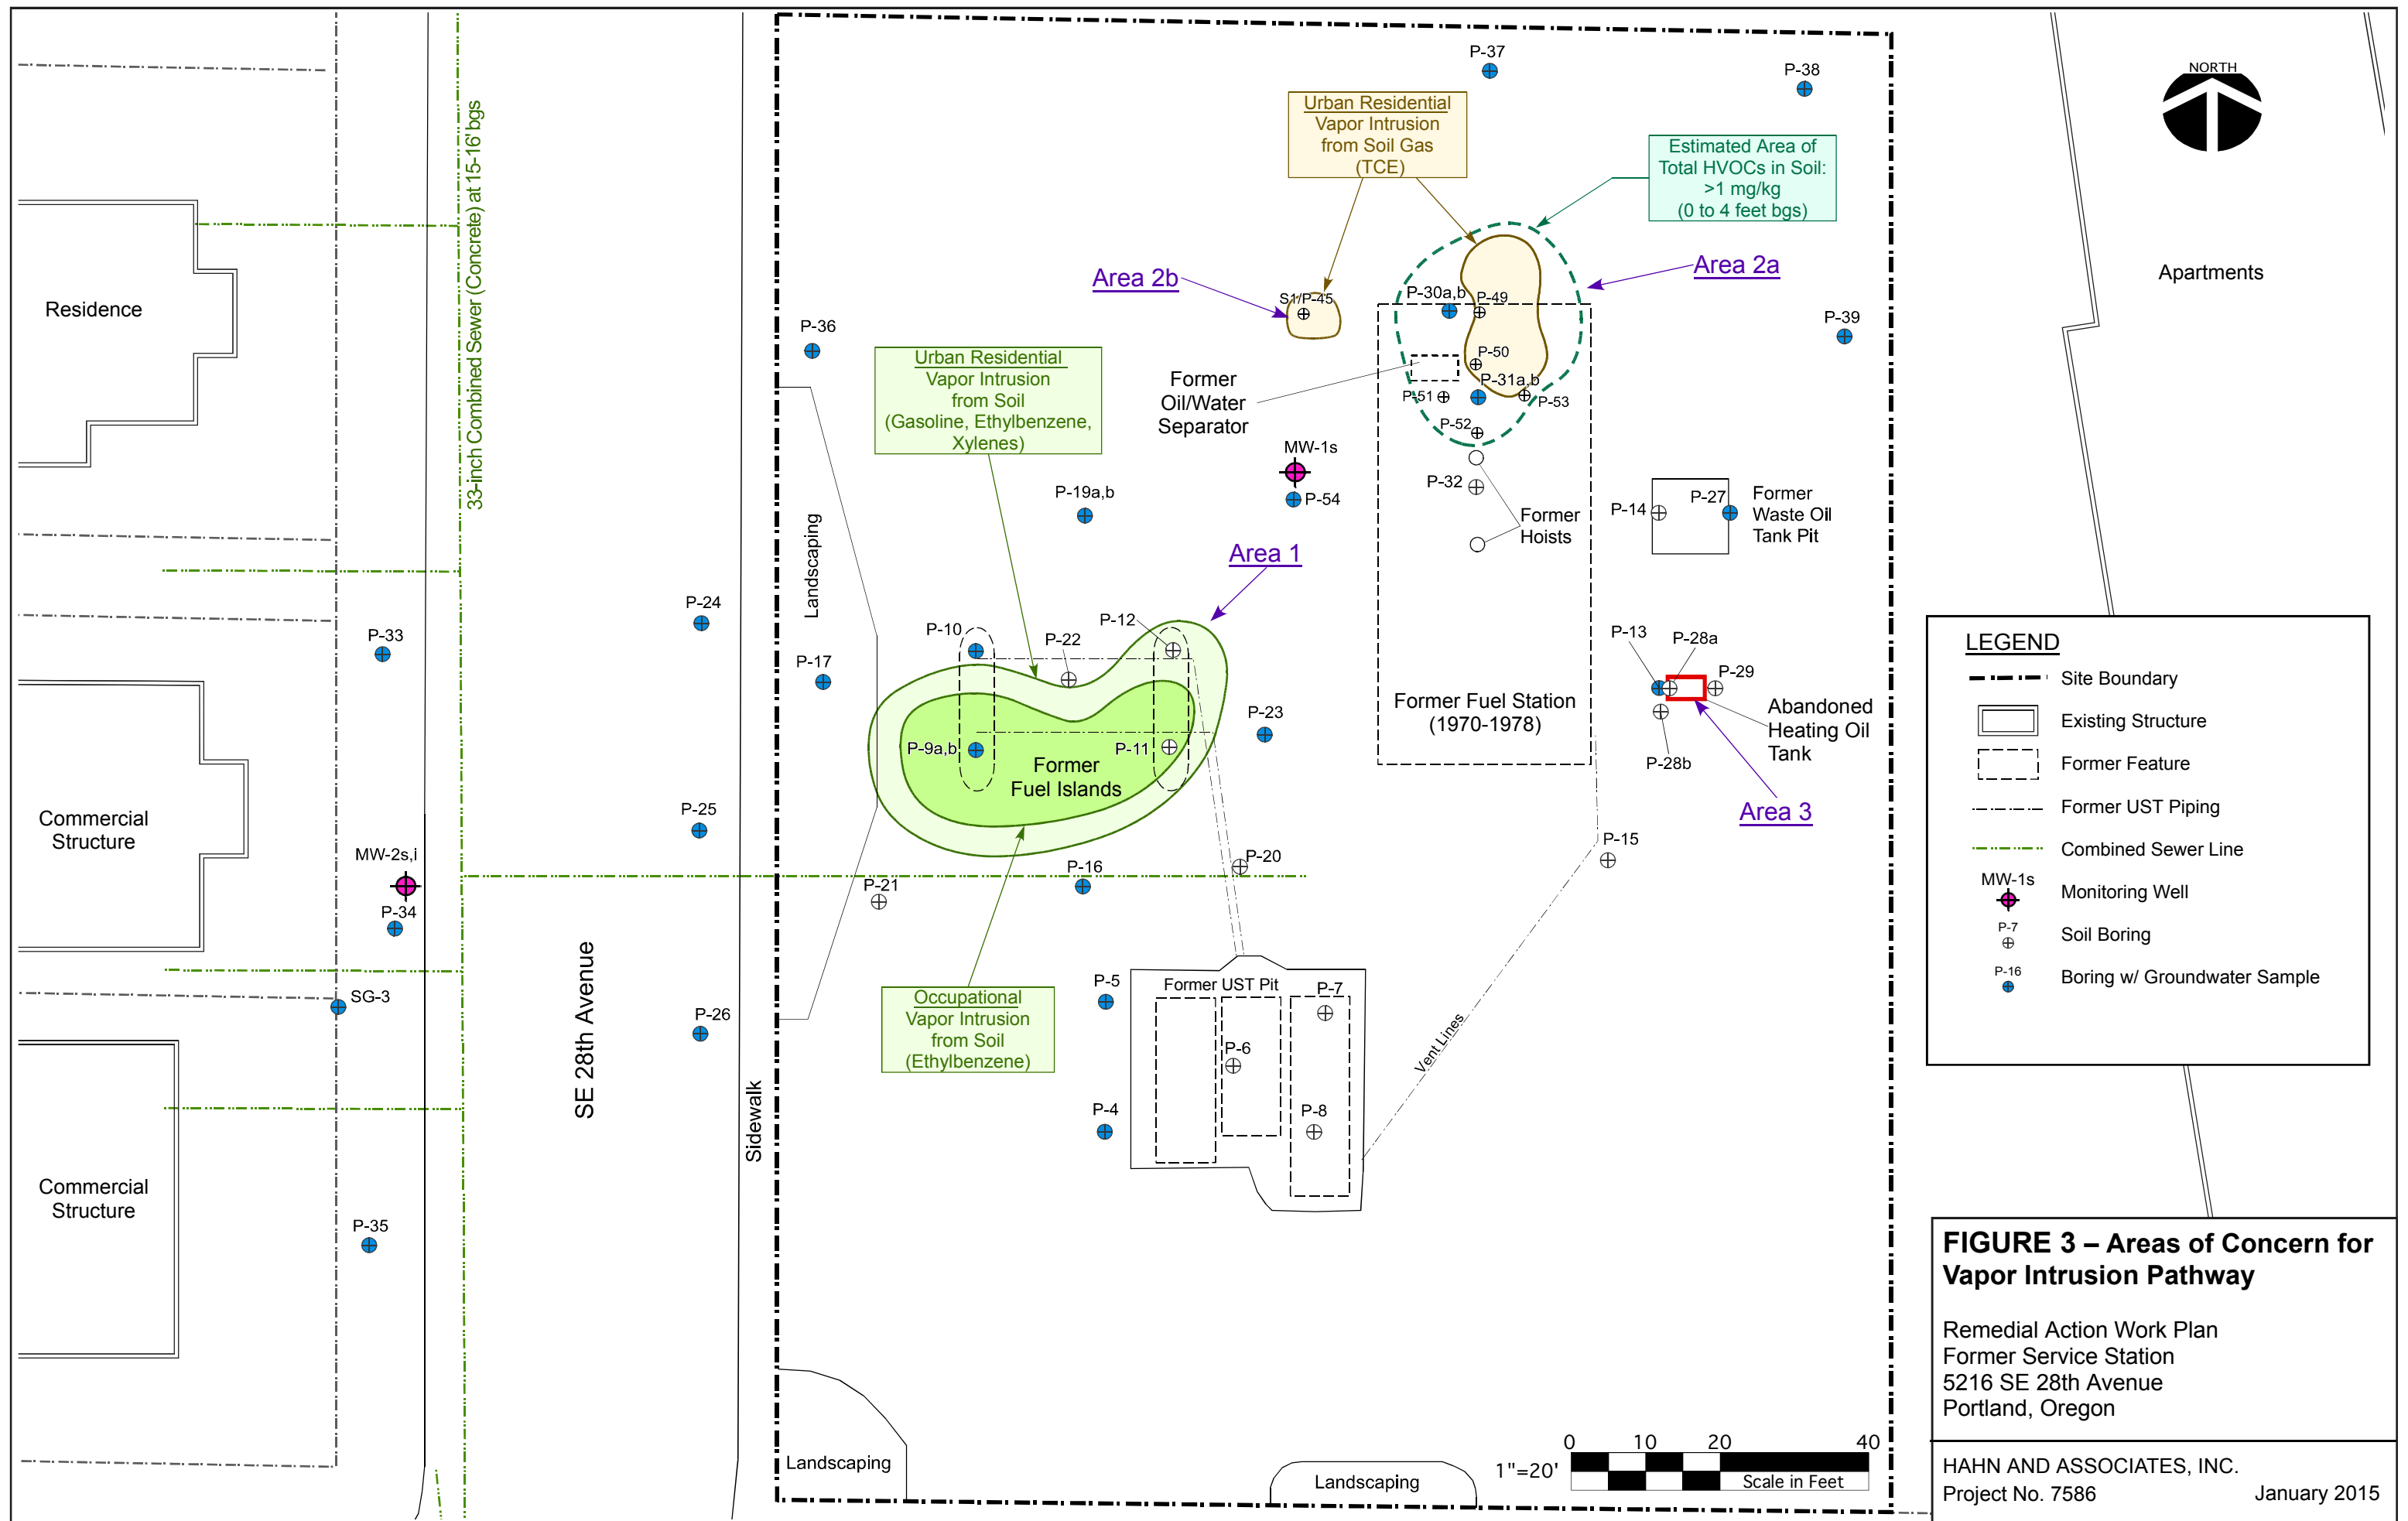 P-37
P-38
NORTH
Urban Residential
Vapor Intrusion
from Soil Gas
(TCE)
Estimated Area of
Total HVOCs in Soil:
>1 mg/kg
(0 to 4 feet bgs)
33-inch Combined Sewer (Concrete) at 15-16' bgs
Area 2b
Area 2a
Apartments
Residence
S1/P-45
P-30a,b
P-49
P-36
P-39
Urban Residential
Vapor Intrusion
from Soil
(Gasoline, Ethylbenzene,
Xylenes)
Former
Oil/Water
Separator
P-50
P-31a,b
P-51
P-53
P-52
MW-1s
P-54
P-19a,b
P-32
Former
Hoists
P-14
P-27
Former
Waste Oil
Tank Pit
Landscaping
Area 1
P-24
P-33
P-10
P-22
P-12
P-17
P-13
P-28a
P-29
P-28b
Abandoned
Heating Oil
Tank
Area 3
Former Fuel Station
(1970-1978)
P-23
P-9a,b
P-11
Former
Fuel Islands
Commercial
Structure
P-25
MW-2s,i
P-34
P-21
P-16
P-20
P-15
SG-3
SE 28th Avenue
P-26
Sidewalk
Occupational
Vapor Intrusion
from Soil
(Ethylbenzene)
P-5
Former UST Pit
P-7
P-6
P-4
P-8
Vent Lines
Commercial
Structure
P-35
Landscaping
Landscaping
1"=20'
0 10 20 40
Scale in Feet
LEGEND
Site Boundary
Existing Structure
Former Feature
Former UST Piping
Combined Sewer Line
MW-1s
Monitoring Well
P-7
Soil Boring
P-16
Boring w/ Groundwater Sample
FIGURE 3 – Areas of Concern for
Vapor Intrusion Pathway
Remedial Action Work Plan
Former Service Station
5216 SE 28th Avenue
Portland, Oregon
HAHN AND ASSOCIATES, INC.
Project No. 7586 January 2015